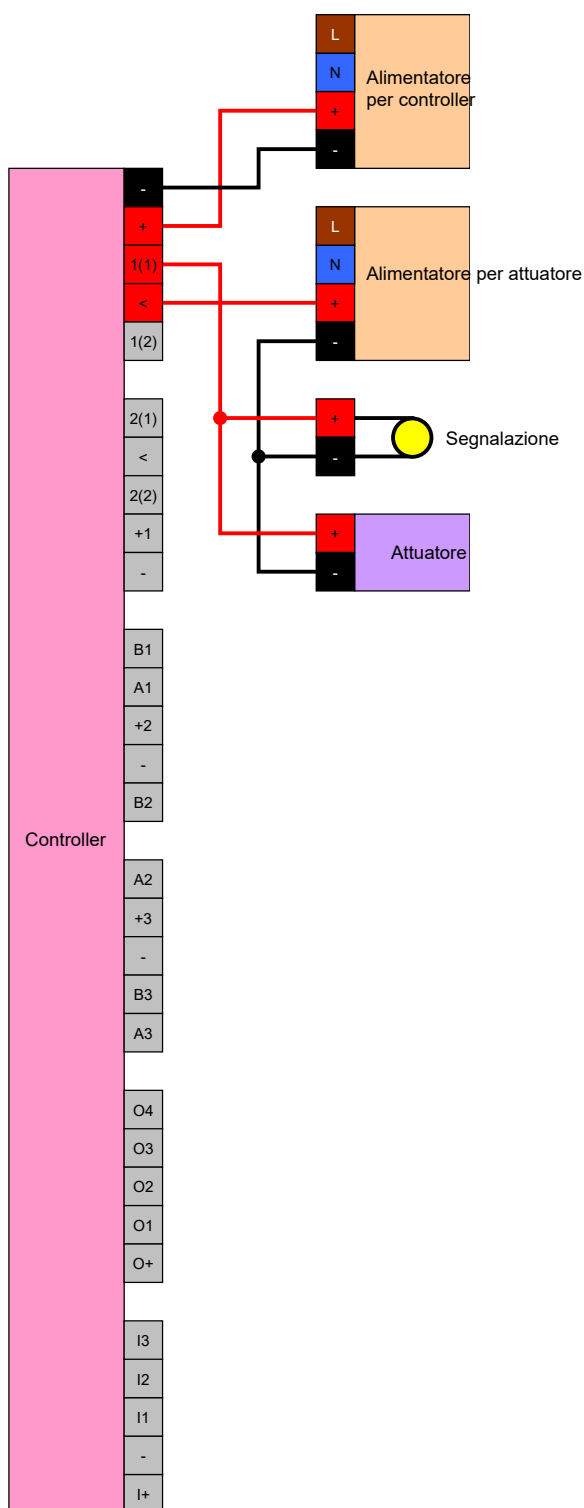 L
N
Alimentatore
per controller
+
-
-
+
1(1)
<
1(2)
L
N
Alimentatore per attuatore
+
-
2(1)
<
2(2)
+1
-
+
-
Segnalazione
+
-
Attuatore
B1
A1
+2
-
B2
Controller
A2
+3
-
B3
A3
O4
O3
O2
O1
O+
I3
I2
I1
-
I+